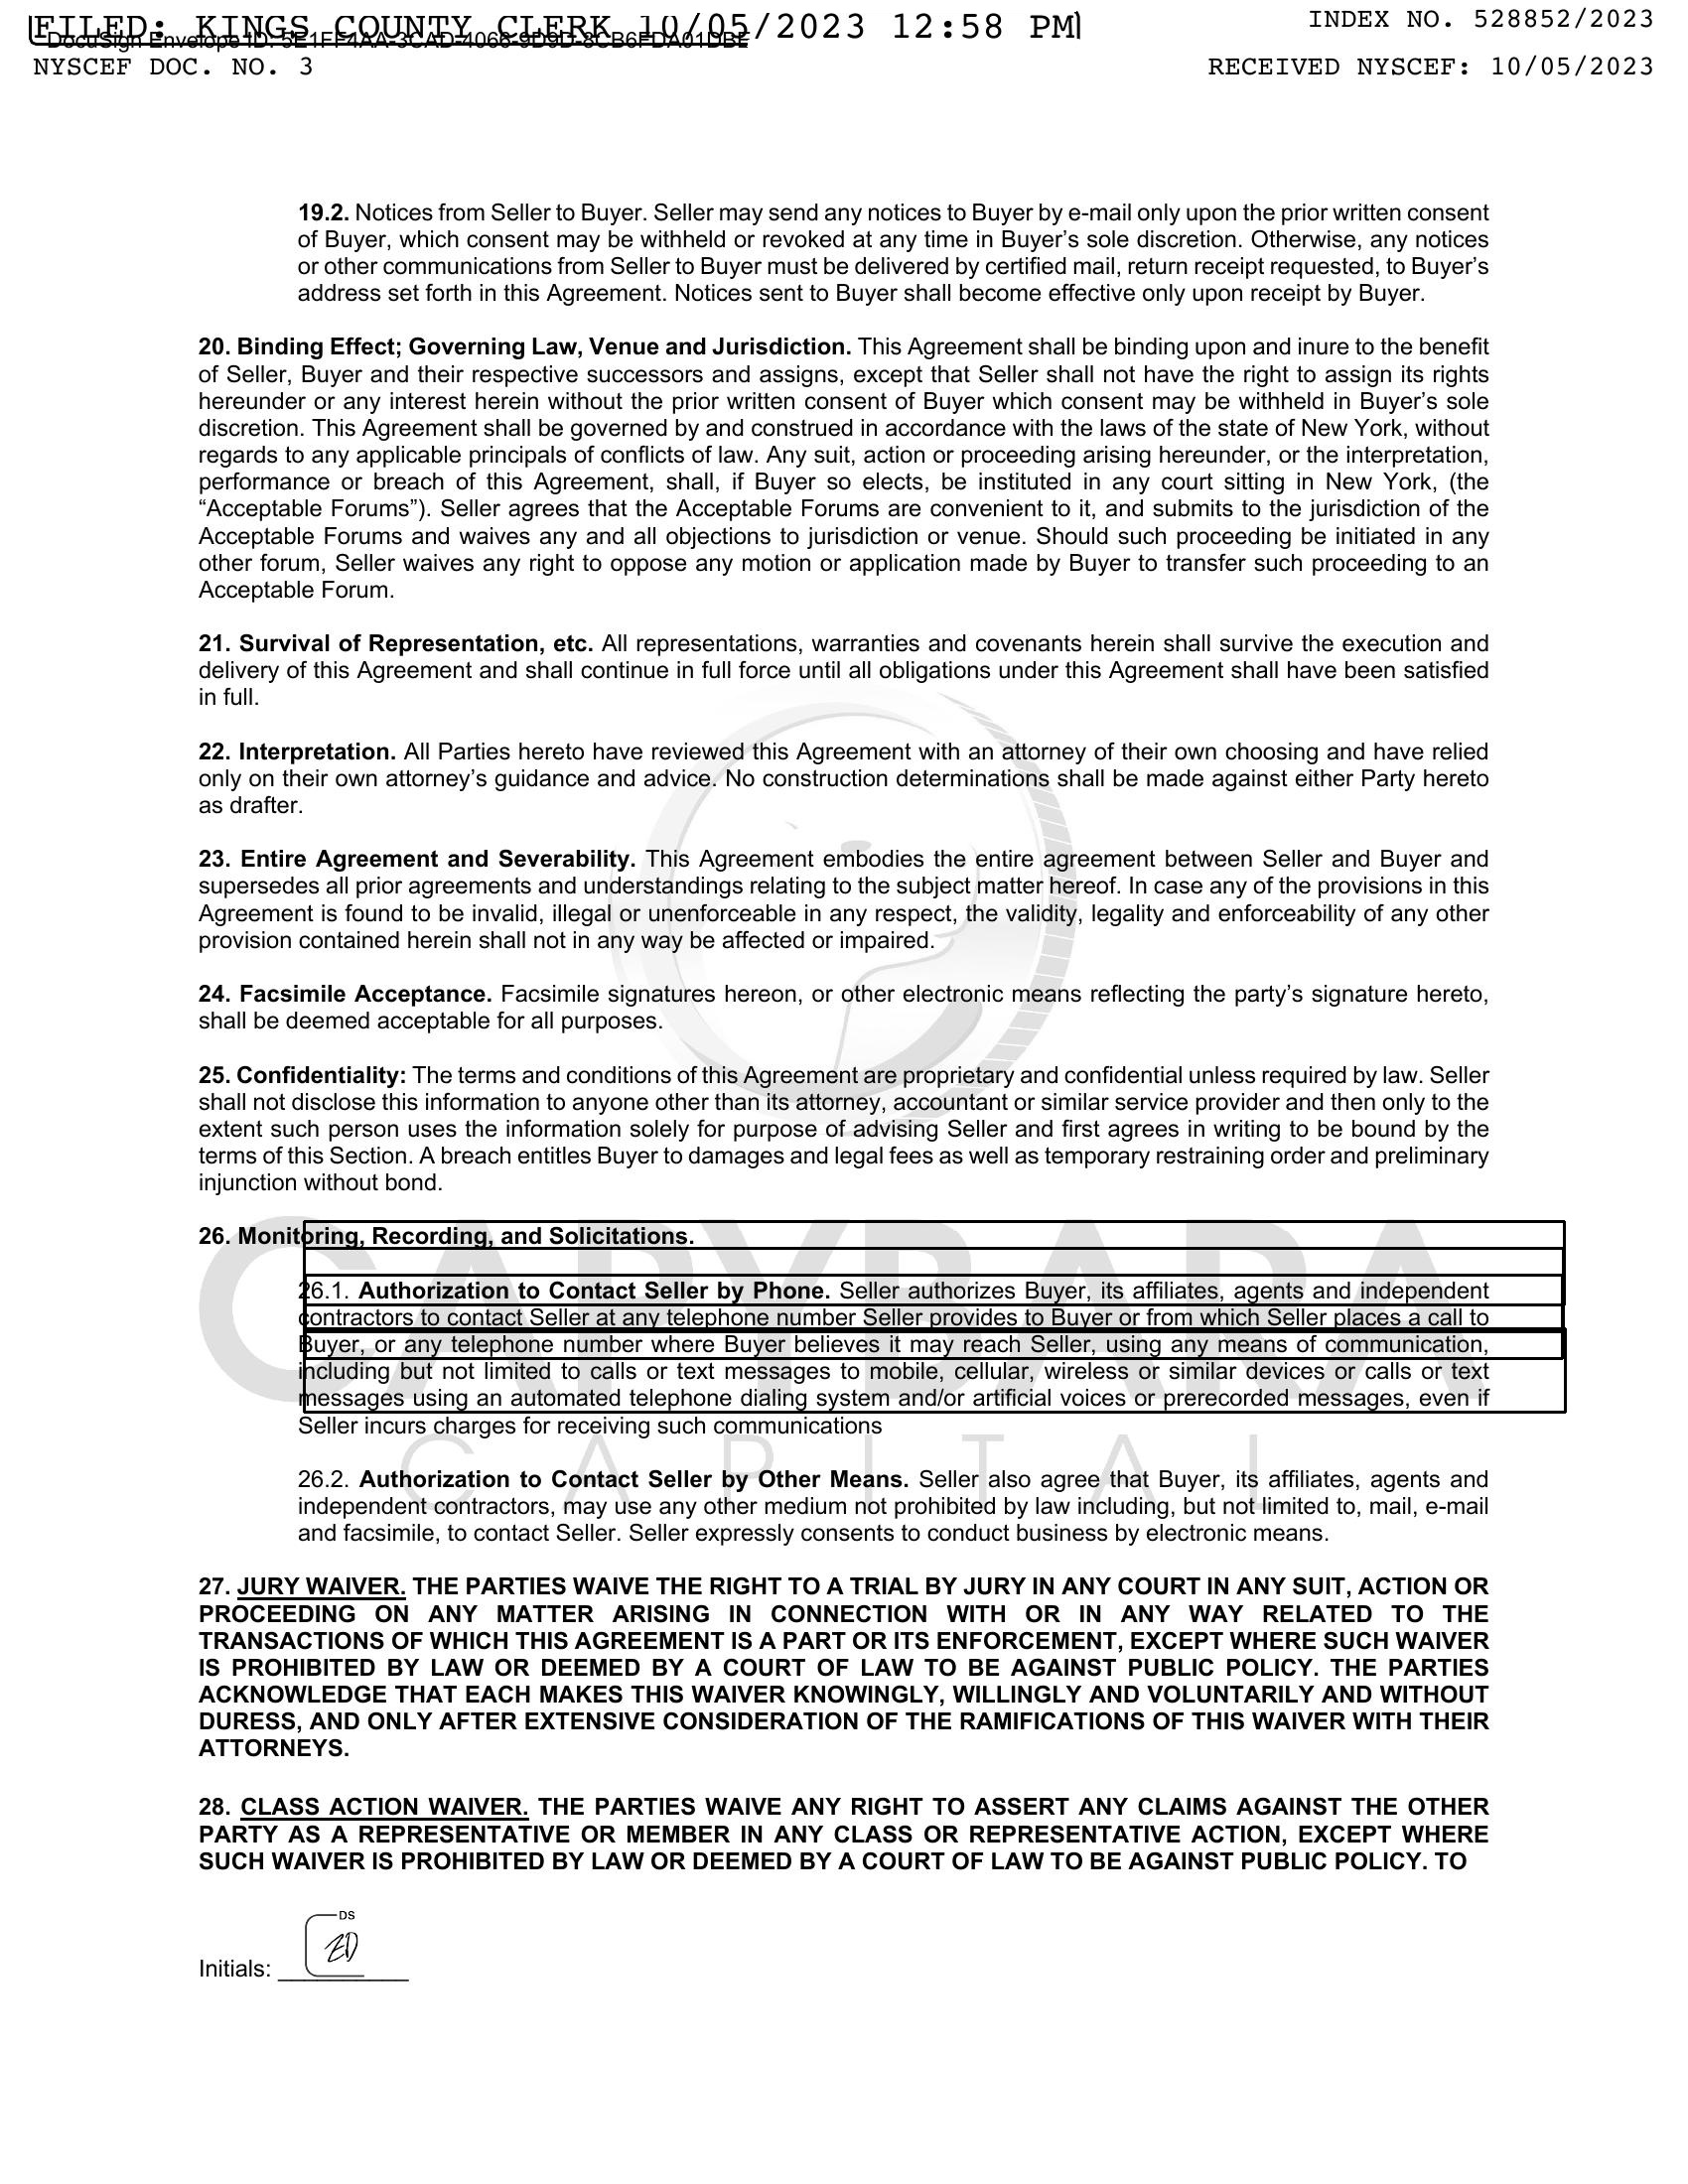 FILED: KINGS COUNTY CLERK 10/05/2023 12:58 PM
INDEX NO. 528852/2023
DocuSign Envelope ID: 5E1FF4AA-3CAD-4066-9D9D-8CB6FDA01DBE
NYSCEF DOC. NO. 3
RECEIVED NYSCEF: 10/05/2023
19.2. Notices from Seller to Buyer. Seller may send any notices to Buyer by e-mail only upon the prior written consent
of Buyer, which consent may be withheld or revoked at any time in Buyer’s sole discretion. Otherwise, any notices
or other communications from Seller to Buyer must be delivered by certified mail, return receipt requested, to Buyer’s
address set forth in this Agreement. Notices sent to Buyer shall become effective only upon receipt by Buyer.
20. Binding Effect; Governing Law, Venue and Jurisdiction. This Agreement shall be binding upon and inure to the benefit
of Seller, Buyer and their respective successors and assigns, except that Seller shall not have the right to assign its rights
hereunder or any interest herein without the prior written consent of Buyer which consent may be withheld in Buyer’s sole
discretion. This Agreement shall be governed by and construed in accordance with the laws of the state of New York, without
regards to any applicable principals of conflicts of law. Any suit, action or proceeding arising hereunder, or the interpretation,
performance or breach of this Agreement, shall, if Buyer so elects, be instituted in any court sitting in New York, (the
“Acceptable Forums”). Seller agrees that the Acceptable Forums are convenient to it, and submits to the jurisdiction of the
Acceptable Forums and waives any and all objections to jurisdiction or venue. Should such proceeding be initiated in any
other forum, Seller waives any right to oppose any motion or application made by Buyer to transfer such proceeding to an
Acceptable Forum.
21. Survival of Representation, etc. All representations, warranties and covenants herein shall survive the execution and
delivery of this Agreement and shall continue in full force until all obligations under this Agreement shall have been satisfied
in full.
22. Interpretation. All Parties hereto have reviewed this Agreement with an attorney of their own choosing and have relied
only on their own attorney’s guidance and advice. No construction determinations shall be made against either Party hereto
as drafter.
23. Entire Agreement and Severability. This Agreement embodies the entire agreement between Seller and Buyer and
supersedes all prior agreements and understandings relating to the subject matter hereof. In case any of the provisions in this
Agreement is found to be invalid, illegal or unenforceable in any respect, the validity, legality and enforceability of any other
provision contained herein shall not in any way be affected or impaired.
24. Facsimile Acceptance. Facsimile signatures hereon, or other electronic means reflecting the party’s signature hereto,
shall be deemed acceptable for all purposes.
25. Confidentiality: The terms and conditions of this Agreement are proprietary and confidential unless required by law. Seller
shall not disclose this information to anyone other than its attorney, accountant or similar service provider and then only to the
extent such person uses the information solely for purpose of advising Seller and first agrees in writing to be bound by the
terms of this Section. A breach entitles Buyer to damages and legal fees as well as temporary restraining order and preliminary
injunction without bond.
CAPYBARA
26. Monitoring, Recording, and Solicitations.
26.1. Authorization to Contact Seller by Phone. Seller authorizes Buyer, its affiliates, agents and independent
contractors to contact Seller at any telephone number Seller provides to Buyer or from which Seller places a call to
Buyer, or any telephone number where Buyer believes it may reach Seller, using any means of communication,
including but not limited to calls or text messages to mobile, cellular, wireless or similar devices or calls or text
messages using an automated telephone dialing system and/or artificial voices or prerecorded messages, even if
Seller incurs charges for receiving such communications
CAPITAL
26.2. Authorization to Contact Seller by Other Means. Seller also agree that Buyer, its affiliates, agents and
independent contractors, may use any other medium not prohibited by law including, but not limited to, mail, e-mail
and facsimile, to contact Seller. Seller expressly consents to conduct business by electronic means.
27. JURY WAIVER. THE PARTIES WAIVE THE RIGHT TO A TRIAL BY JURY IN ANY COURT IN ANY SUIT, ACTION OR
PROCEEDING ON ANY MATTER ARISING IN CONNECTION WITH OR IN ANY WAY RELATED TO THE
TRANSACTIONS OF WHICH THIS AGREEMENT IS A PART OR ITS ENFORCEMENT, EXCEPT WHERE SUCH WAIVER
IS PROHIBITED BY LAW OR DEEMED BY A COURT OF LAW TO BE AGAINST PUBLIC POLICY. THE PARTIES
ACKNOWLEDGE THAT EACH MAKES THIS WAIVER KNOWINGLY, WILLINGLY AND VOLUNTARILY AND WITHOUT
DURESS, AND ONLY AFTER EXTENSIVE CONSIDERATION OF THE RAMIFICATIONS OF THIS WAIVER WITH THEIR
ATTORNEYS.
28. CLASS ACTION WAIVER. THE PARTIES WAIVE ANY RIGHT TO ASSERT ANY CLAIMS AGAINST THE OTHER
PARTY AS A REPRESENTATIVE OR MEMBER IN ANY CLASS OR REPRESENTATIVE ACTION, EXCEPT WHERE
SUCH WAIVER IS PROHIBITED BY LAW OR DEEMED BY A COURT OF LAW TO BE AGAINST PUBLIC POLICY. TO
DS
Initials: ZD